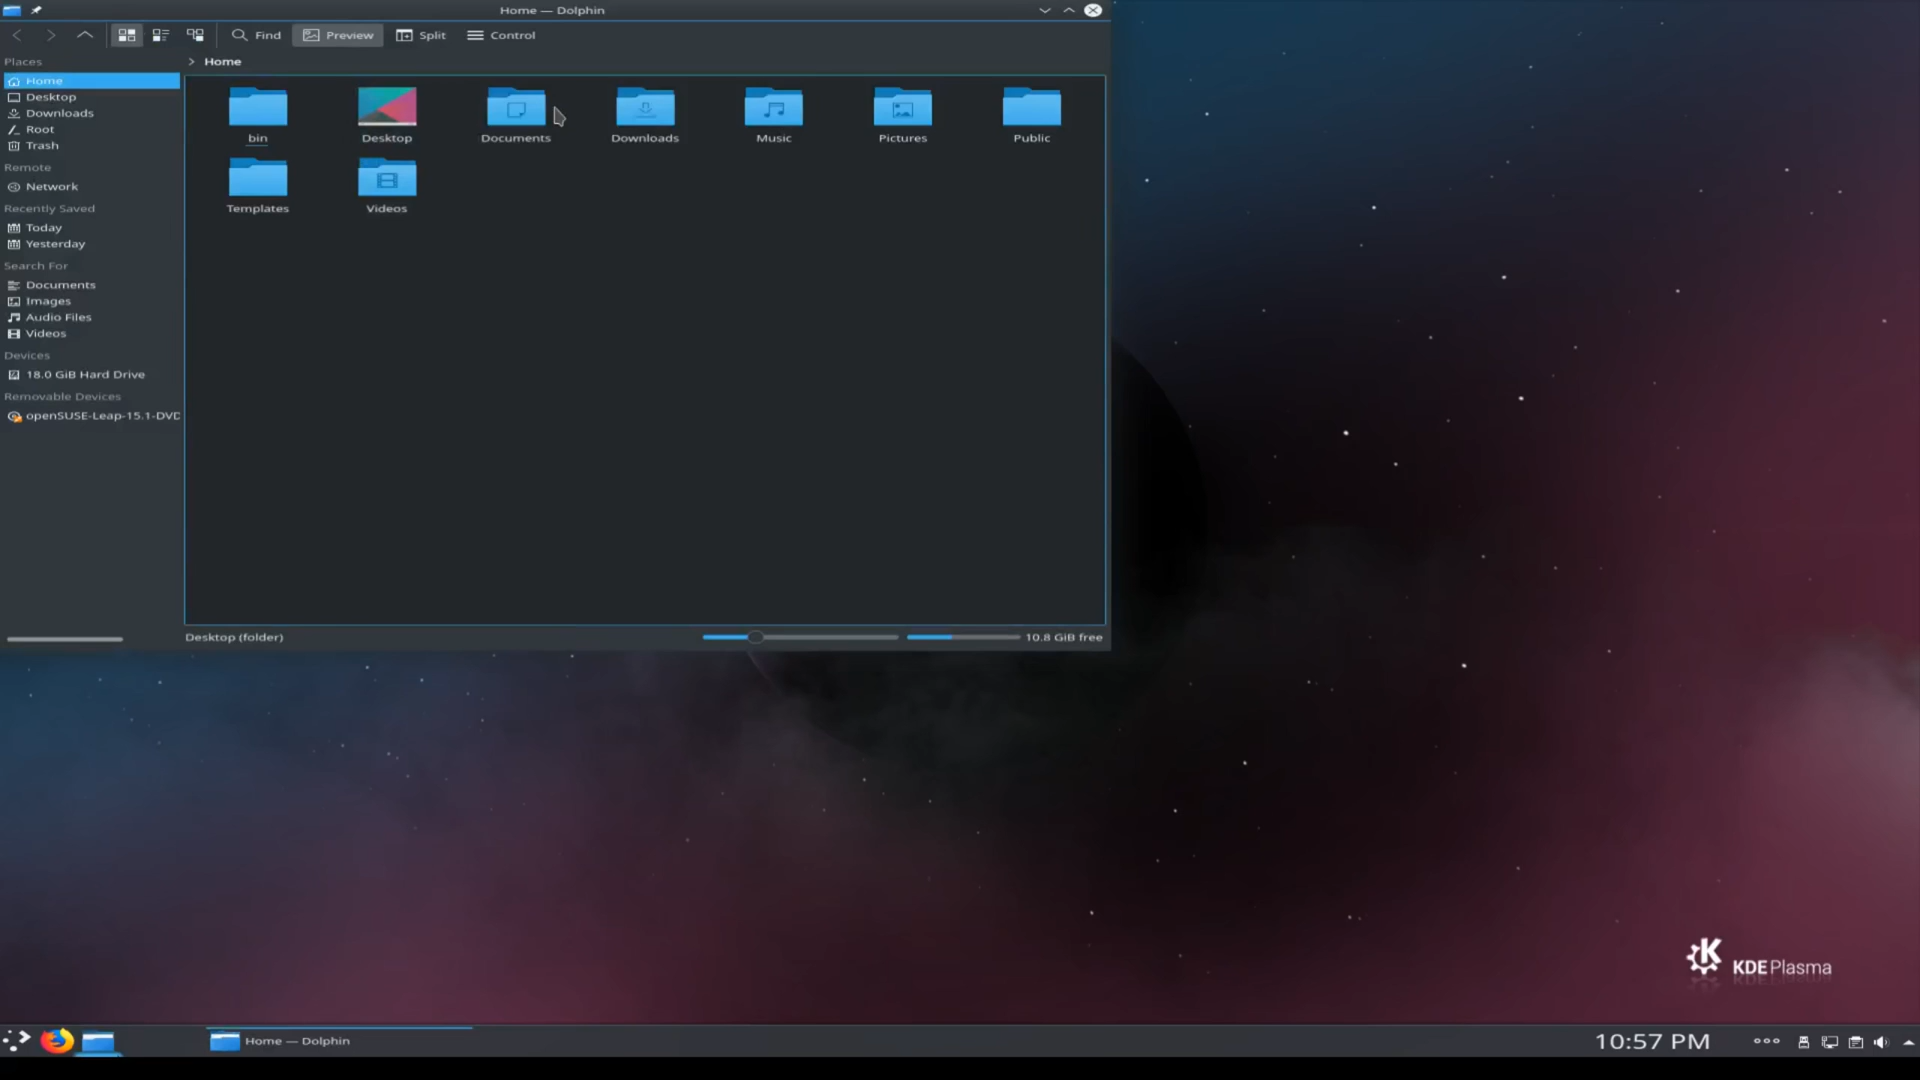 Home — Dolphin
Find
Preview
Split
Control
Places
Home
Desktop
Downloads
Root
Trash
Remote
Network
Recently Saved
Today
Yesterday
Search For
Documents
Images
Audio Files
Videos
Devices
18.0 GiB Hard Drive
Removable Devices
openSUSE-Leap-15.1-DVD
Home
bin
Desktop
Documents
Downloads
Music
Pictures
Public
Templates
Videos
Desktop (folder)
10.8 GiB free
KDE Plasma
Home — Dolphin
10:57 PM